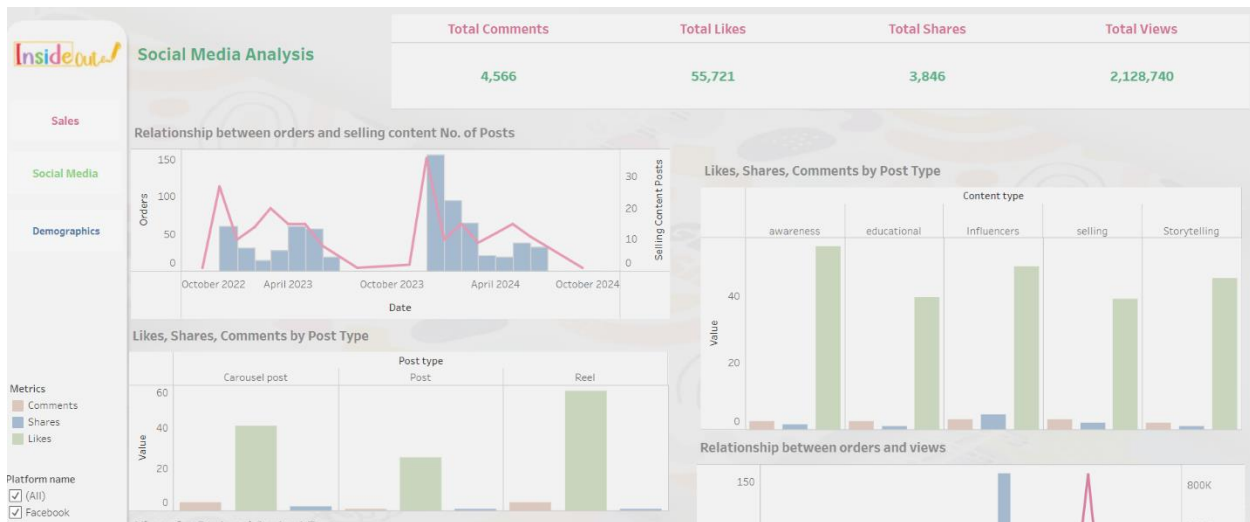 Insideout
Sales
Social Media
Demographics
Metrics
Comments
Shares
Likes
Platform name
(All)
Facebook
Social Media Analysis
Total Comments Total Likes Total Shares Total Views
4,566 55,721 3,846 2,128,740
Relationship between orders and selling content No. of Posts
Orders
150
100
50
0
Selling Content Posts
30
20
10
0
October 2022 April 2023 October 2023 April 2024 October 2024
Date
Likes, Shares, Comments by Post Type
Post type
Carousel post Post Reel
Value
60
40
20
0
Likes, Shares, Comments by Post Type
Content type
awareness educational Influencers selling Storytelling
Value
40
20
0
Relationship between orders and views
150
800K